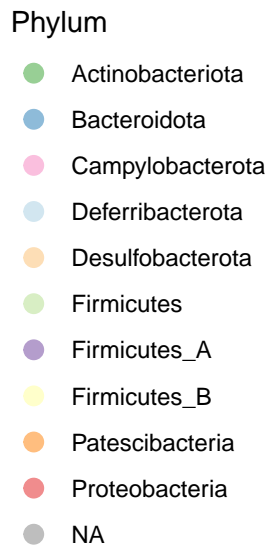 Phylum
Actinobacteriota
Bacteroidota
Campylobacterota
Deferribacterota
Desulfobacterota
Firmicutes
Firmicutes_A
Firmicutes_B
Patescibacteria
Proteobacteria
NA